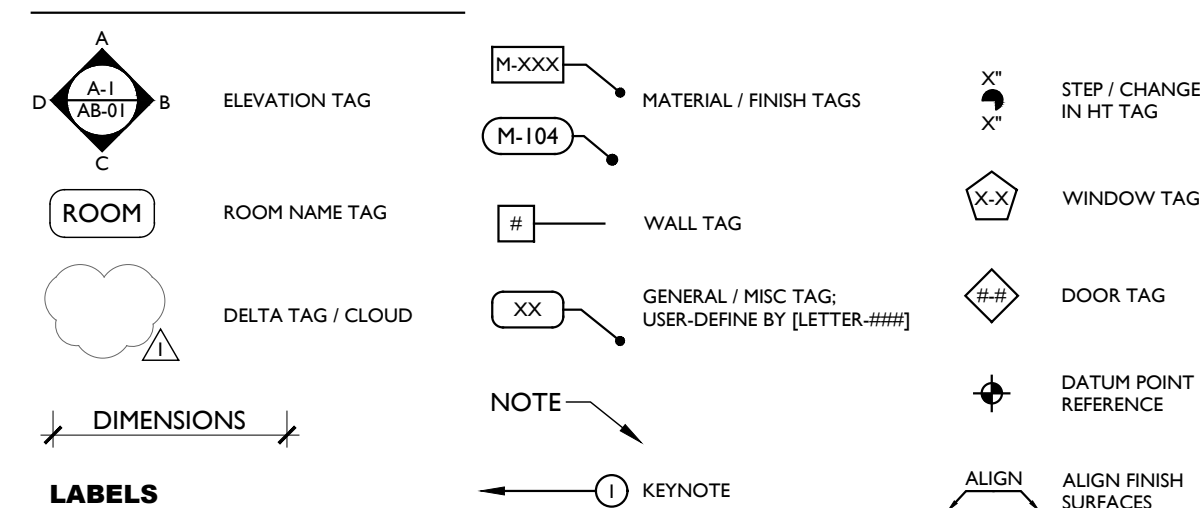 A
D
A-1
AB-01
B
C
ELEVATION TAG
ROOM
ROOM NAME TAG
1
DELTA TAG / CLOUD
DIMENSIONS
LABELS
M-XXX
M-104
MATERIAL / FINISH TAGS
#
WALL TAG
XX
GENERAL / MISC TAG;
USER-DEFINE BY [LETTER-###]
NOTE
1
KEYNOTE
X"
X"
STEP / CHANGE
IN HT TAG
X-X
WINDOW TAG
#-#
DOOR TAG
DATUM POINT
REFERENCE
ALIGN
ALIGN FINISH
SURFACES